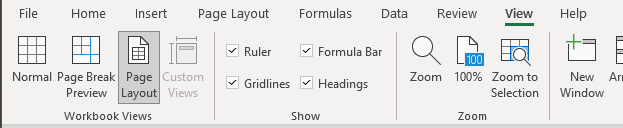 File Home Insert Page Layout Formulas Data Review View Help
Normal Page Break Preview Page Layout Custom Views
Ruler Formula Bar
Gridlines Headings
Zoom 100 100% Zoom to Selection
New Window
Workbook Views Show Zoom